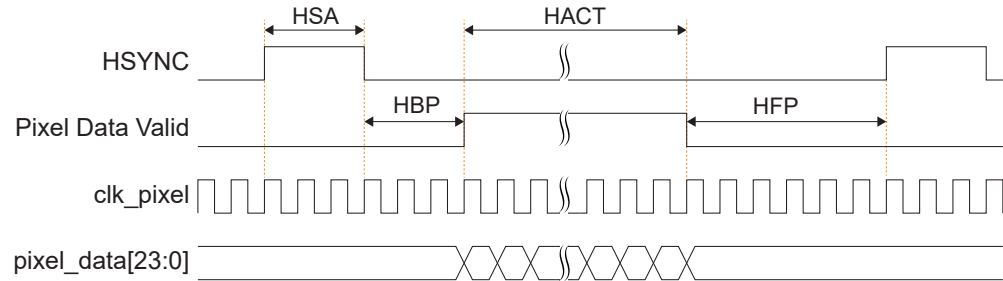 HSA HACT
HSYNC
HBP HFP
Pixel Data Valid
clk_pixel
pixel_data[23:0]